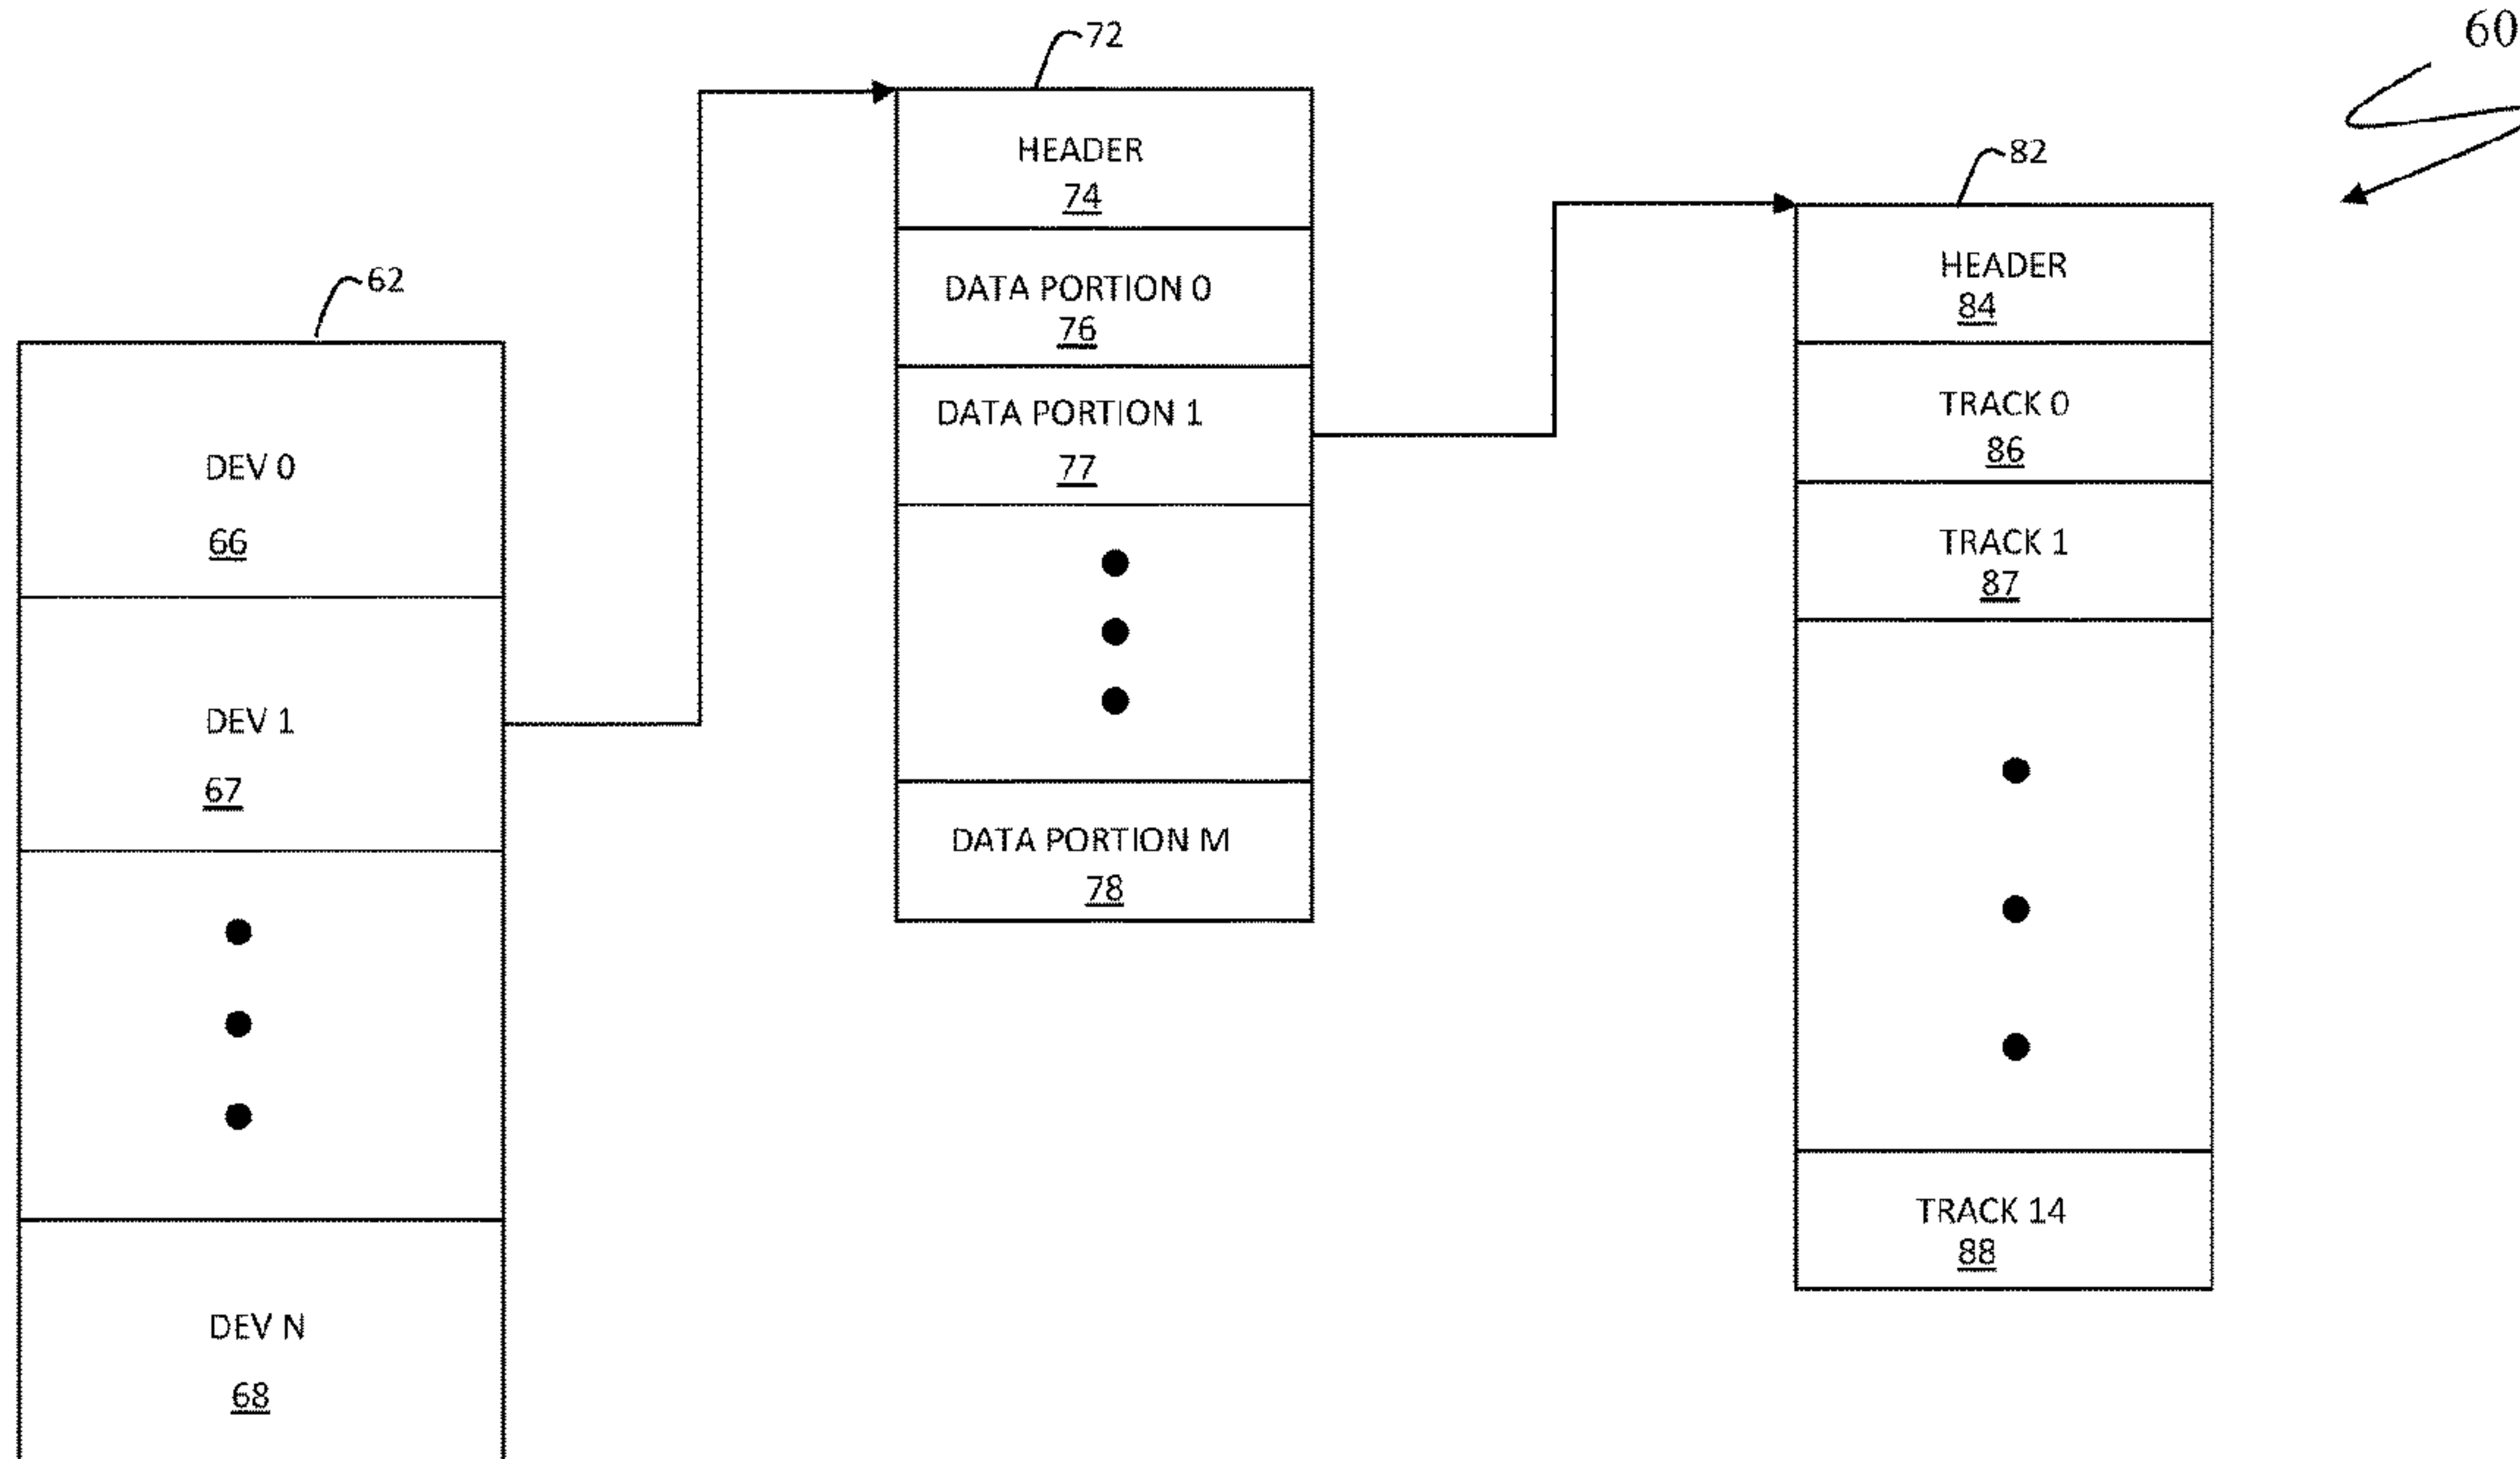 60
62
DEV 0
66
DEV 1
67
DEV N
68
72
HEADER
74
DATA PORTION 0
76
DATA PORTION 1
77
DATA PORTION M
78
82
HEADER
84
TRACK 0
86
TRACK 1
87
TRACK 14
88